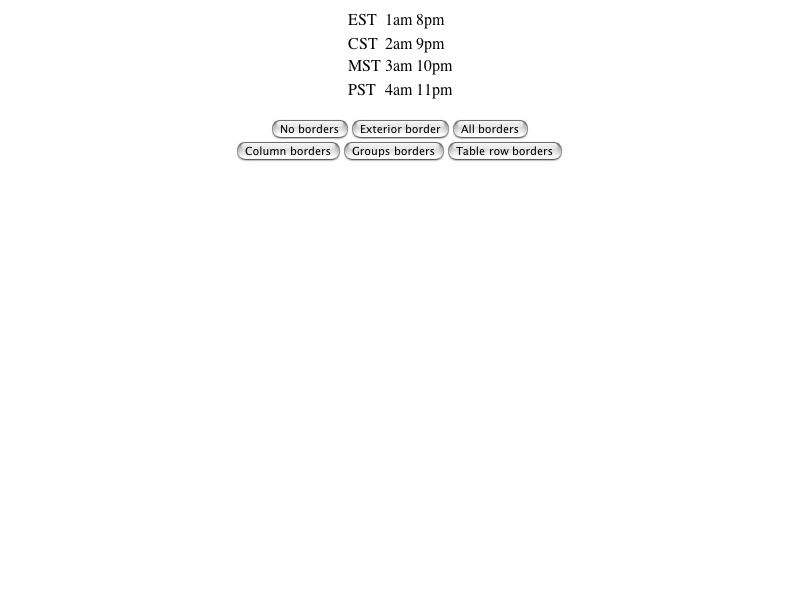 EST 1am 8pm
CST 2am 9pm
MST 3am 10pm
PST 4am 11pm
No borders Exterior border All borders
Column borders Groups borders Table row borders